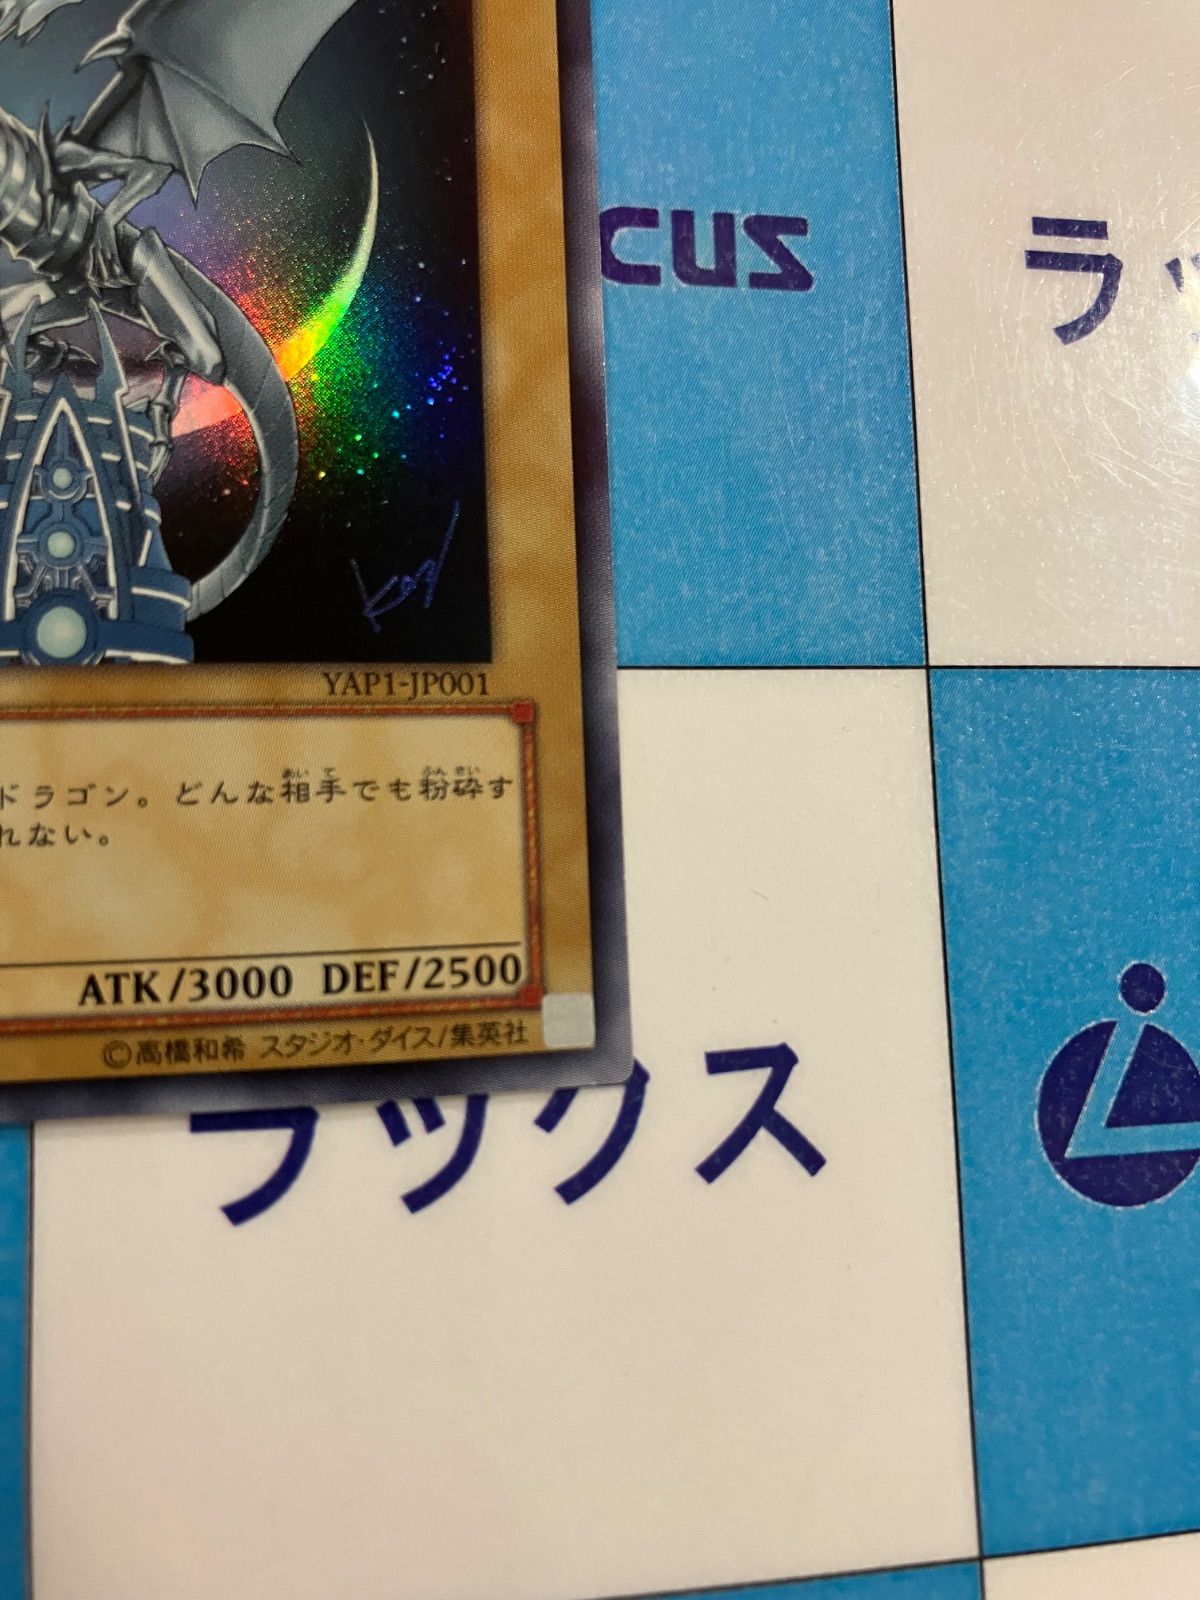 cus
ラッ
Kaz
YAP1-JP001
ドラゴン。どんな相手でも粉砕す
れない。
ATK/3000 DEF/2500
©高橋和希 スタジオ・ダイス/集英社
ラックス